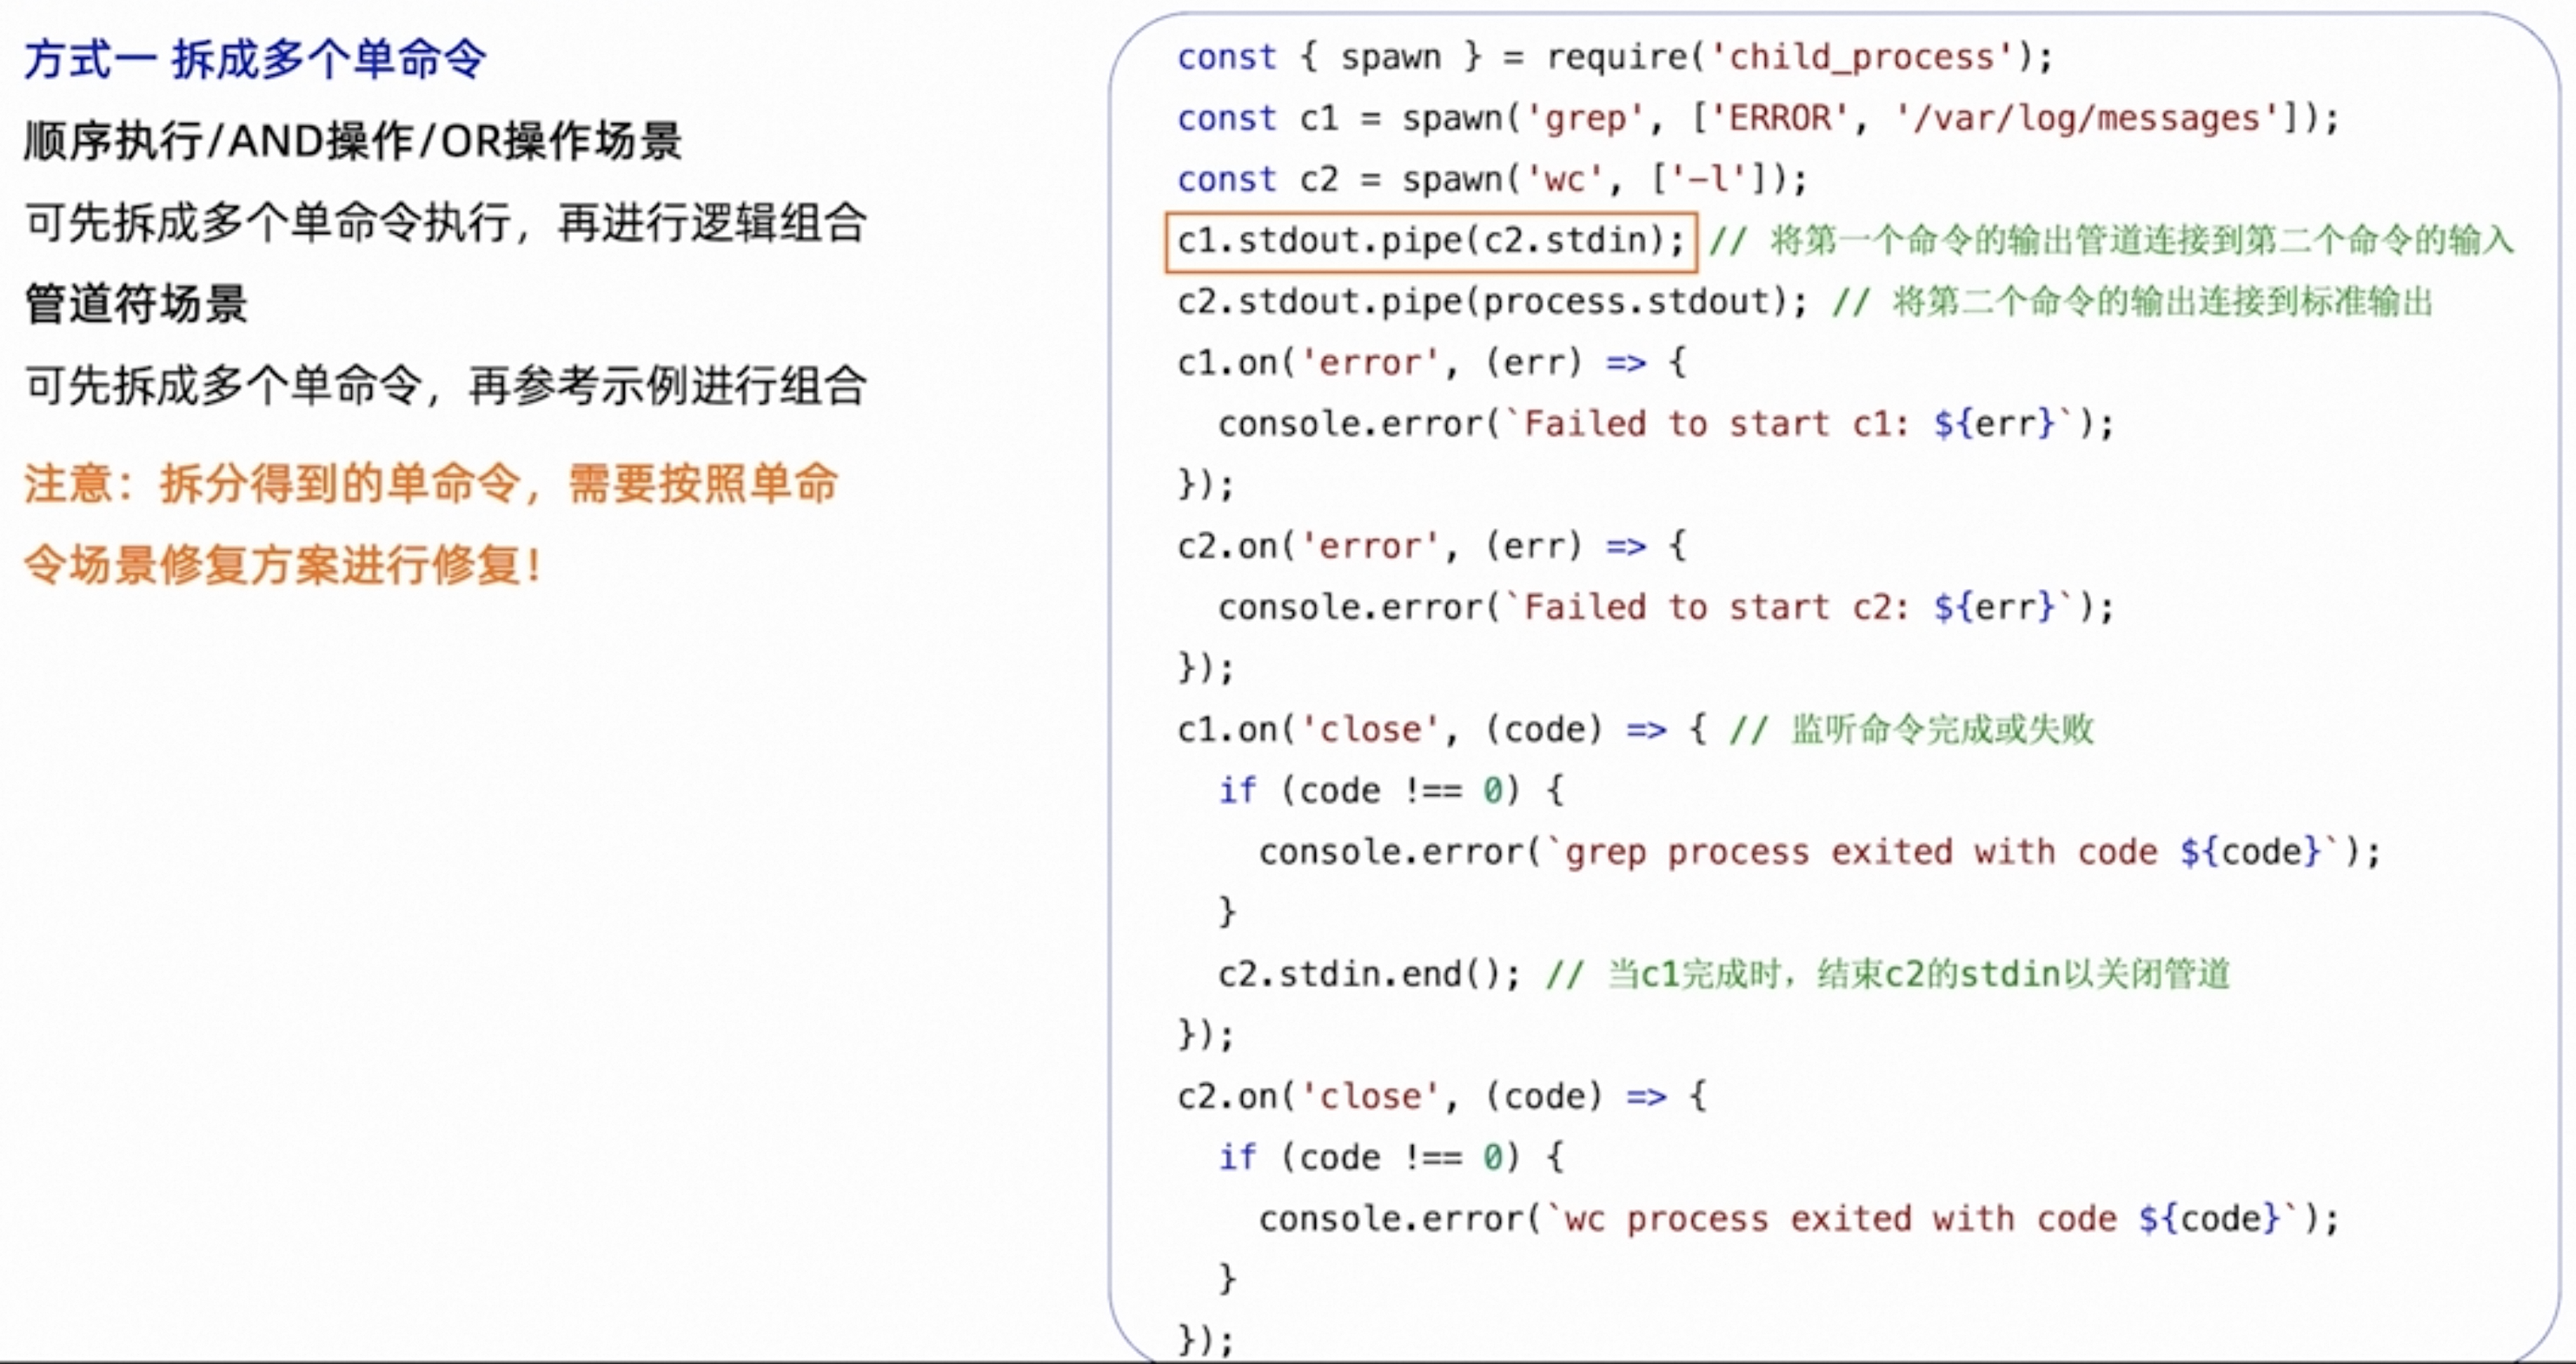 方式一 拆成多个单命令
顺序执行/AND操作/OR操作场景
可先拆成多个单命令执行，再进行逻辑组合
管道符场景
可先拆成多个单命令，再参考示例进行组合
注意：拆分得到的单命令，需要按照单命
令场景修复方案进行修复！
const { spawn } = require('child_process');
const c1 = spawn('grep', ['ERROR', '/var/log/messages']);
const c2 = spawn('wc', ['-l']);
c1.stdout.pipe(c2.stdin); // 将第一个命令的输出管道连接到第二个命令的输入
c2.stdout.pipe(process.stdout); // 将第二个命令的输出连接到标准输出
c1.on('error', (err) => {
  console.error(`Failed to start c1: ${err}`);
});
c2.on('error', (err) => {
  console.error(`Failed to start c2: ${err}`);
});
c1.on('close', (code) => { // 监听命令完成或失败
  if (code !== 0) {
    console.error(`grep process exited with code ${code}`);
  }
  c2.stdin.end(); // 当c1完成时，结束c2的stdin以关闭管道
});
c2.on('close', (code) => {
  if (code !== 0) {
    console.error(`wc process exited with code ${code}`);
  }
});